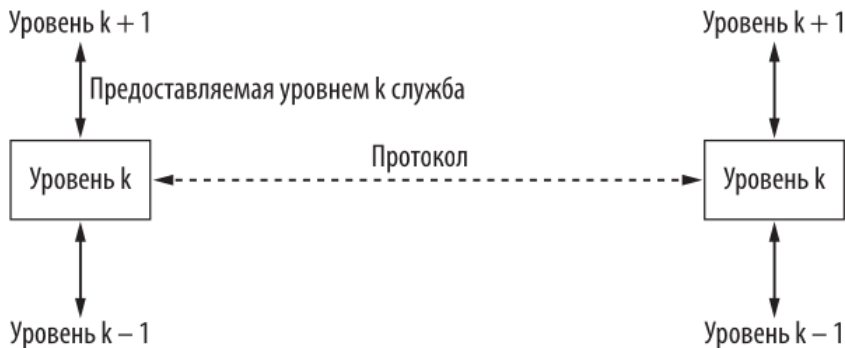 Уровень k + 1
Уровень k + 1
Предоставляемая уровнем k служба
Уровень k
Протокол
Уровень k
Уровень k – 1
Уровень k – 1